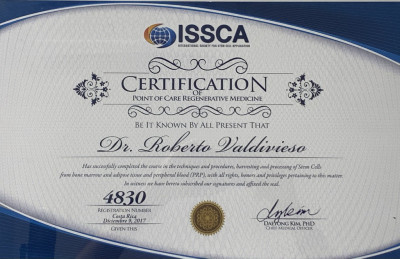 ISSCA
INTERNATIONAL SOCIETY FOR STEM CELL APPLICATION
CERTIFICATION
OF
POINT OF CARE REGENERATIVE MEDICINE
BE IT KNOWN BY ALL PRESENT THAT
Dr. Roberto Valdivieso
Has successfully completed the course in the techniques and procedures, harvesting and processing of Stem Cells
from bone marrow and adipose tissue and peripheral blood (PRP), with all rights, honors and privileges pertaining to this matter.
In witness we have hereto subscribed our signatures and affixed the seal.
4830
REGISTRATION NUMBER
Costa Rica
December 9, 2017
GIVEN THIS
DAEYONG KIM, PHD
CHIEF MEDICAL OFFICER